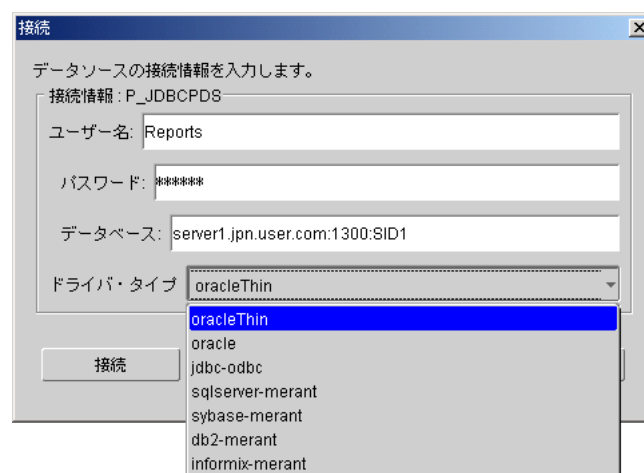 接続
データソースの接続情報を入力します。
接続情報 : P_JDBCPDS
ユーザー名: Reports
パスワード: ******
データベース: server1.jpn.user.com:1300:SID1
ドライバ・タイプ oracleThin
oracleThin
oracle
接続
jdbc-odbc
sqlserver-merant
sybase-merant
db2-merant
informix-merant